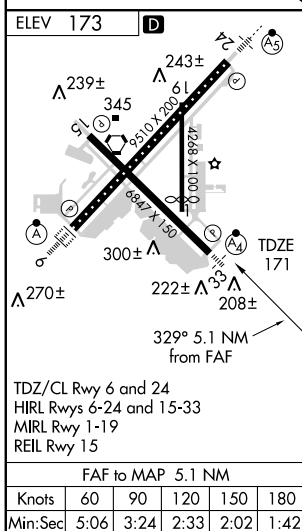 ELEV 173 D
24
A5
243±
P
239±
345
19
15
P
9510 X 200
4268 X 100
6847 X 150
P
1
A
P
6
A4
TDZE
171
300±
33
270±
222±
208±
329° 5.1 NM
from FAF
TDZ/CL Rwy 6 and 24
HIRL Rwys 6-24 and 15-33
MIRL Rwy 1-19
REIL Rwy 15
FAF to MAP 5.1 NM
Knots 60 90 120 150 180
Min:Sec 5:06 3:24 2:33 2:02 1:42